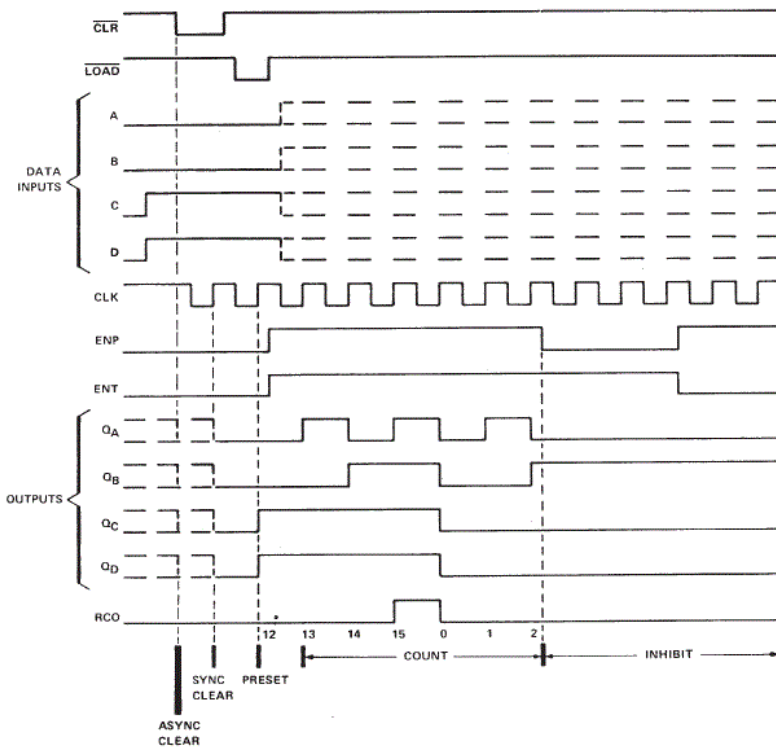 CLR
LOAD
A
B
DATA
INPUTS
C
D
CLK
ENP
ENT
QA
QB
OUTPUTS
QC
QD
RCO
12 13 14 15 0 1 2
COUNT INHIBIT
SYNC PRESET
CLEAR
ASYNC
CLEAR